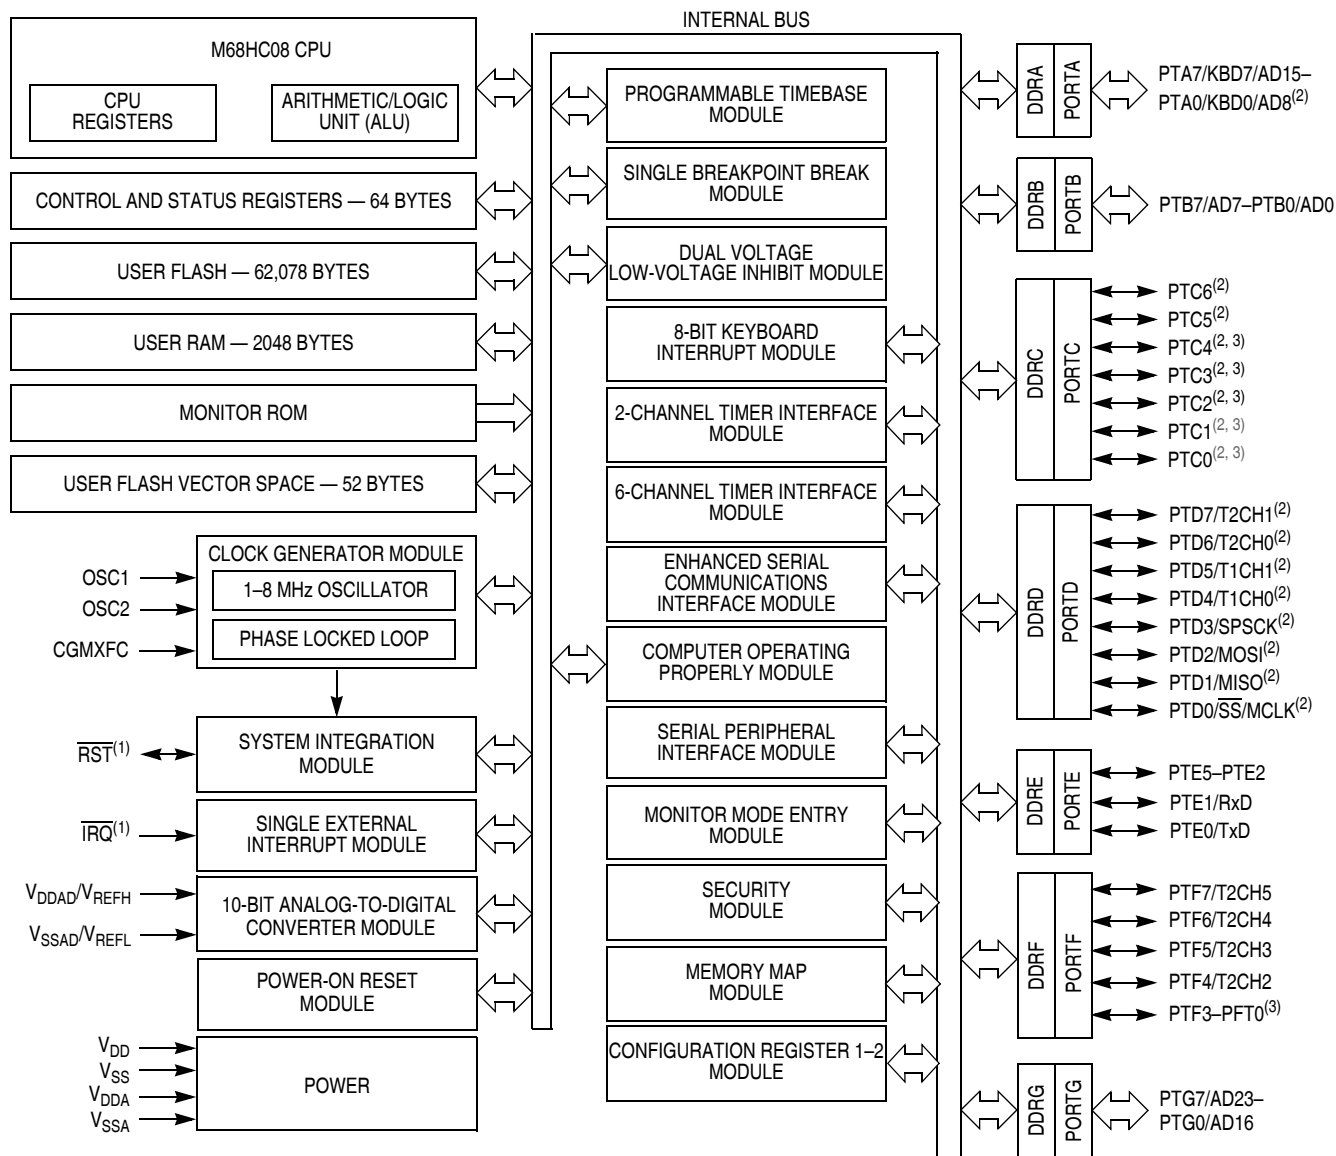 INTERNAL BUS
M68HC08 CPU
CPU
REGISTERS
ARITHMETIC/LOGIC
UNIT (ALU)
CONTROL AND STATUS REGISTERS — 64 BYTES
USER FLASH — 62,078 BYTES
USER RAM — 2048 BYTES
MONITOR ROM
USER FLASH VECTOR SPACE — 52 BYTES
CLOCK GENERATOR MODULE
1–8 MHz OSCILLATOR
PHASE LOCKED LOOP
OSC1
OSC2
CGMXFC
SYSTEM INTEGRATION
MODULE
RST(1)
SINGLE EXTERNAL
INTERRUPT MODULE
IRQ(1)
10-BIT ANALOG-TO-DIGITAL
CONVERTER MODULE
VDDAD/VREFH
VSSAD/VREFL
POWER-ON RESET
MODULE
POWER
VDD
VSS
VDDA
VSSA
PROGRAMMABLE TIMEBASE
MODULE
SINGLE BREAKPOINT BREAK
MODULE
DUAL VOLTAGE
LOW-VOLTAGE INHIBIT MODULE
8-BIT KEYBOARD
INTERRUPT MODULE
2-CHANNEL TIMER INTERFACE
MODULE
6-CHANNEL TIMER INTERFACE
MODULE
ENHANCED SERIAL
COMMUNICATIONS
INTERFACE MODULE
COMPUTER OPERATING
PROPERLY MODULE
SERIAL PERIPHERAL
INTERFACE MODULE
MONITOR MODE ENTRY
MODULE
SECURITY
MODULE
MEMORY MAP
MODULE
CONFIGURATION REGISTER 1–2
MODULE
DDRA
PORTA
PTA7/KBD7/AD15–
PTA0/KBD0/AD8(2)
DDRB
PORTB
PTB7/AD7–PTB0/AD0
DDRC
PORTC
PTC6(2)
PTC5(2)
PTC4(2, 3)
PTC3(2, 3)
PTC2(2, 3)
PTC1(2, 3)
PTC0(2, 3)
DDRD
PORTD
PTD7/T2CH1(2)
PTD6/T2CH0(2)
PTD5/T1CH1(2)
PTD4/T1CH0(2)
PTD3/SPSCK(2)
PTD2/MOSI(2)
PTD1/MISO(2)
PTD0/SS/MCLK(2)
DDRE
PORTE
PTE5–PTE2
PTE1/RxD
PTE0/TxD
DDRF
PORTF
PTF7/T2CH5
PTF6/T2CH4
PTF5/T2CH3
PTF4/T2CH2
PTF3–PFT0(3)
DDRG
PORTG
PTG7/AD23–
PTG0/AD16